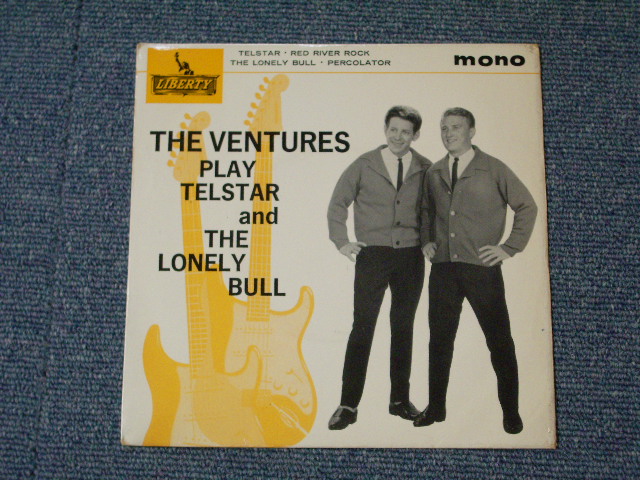 LIBERTY
TELSTAR · RED RIVER ROCK
THE LONELY BULL · PERCOLATOR
mono
THE VENTURES
PLAY
TELSTAR
and
THE
LONELY
BULL